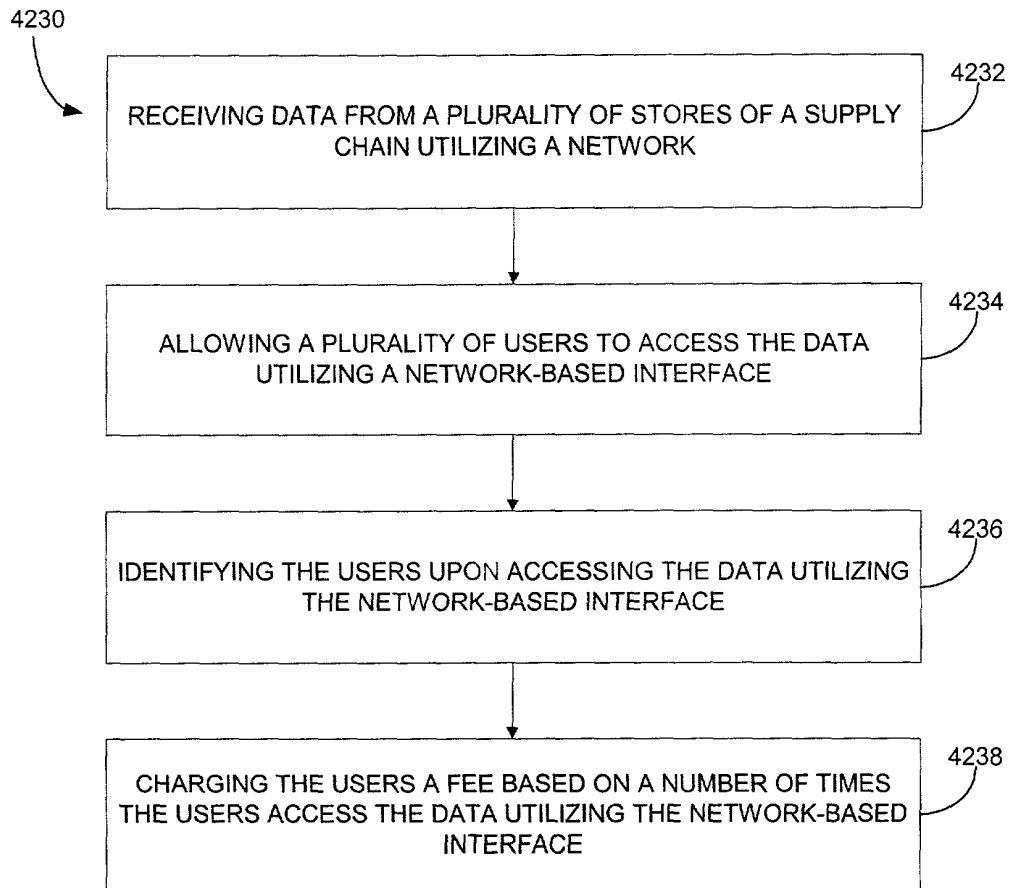 4230
4232
RECEIVING DATA FROM A PLURALITY OF STORES OF A SUPPLY
CHAIN UTILIZING A NETWORK
4234
ALLOWING A PLURALITY OF USERS TO ACCESS THE DATA
UTILIZING A NETWORK-BASED INTERFACE
4236
IDENTIFYING THE USERS UPON ACCESSING THE DATA UTILIZING
THE NETWORK-BASED INTERFACE
4238
CHARGING THE USERS A FEE BASED ON A NUMBER OF TIMES
THE USERS ACCESS THE DATA UTILIZING THE NETWORK-BASED
INTERFACE